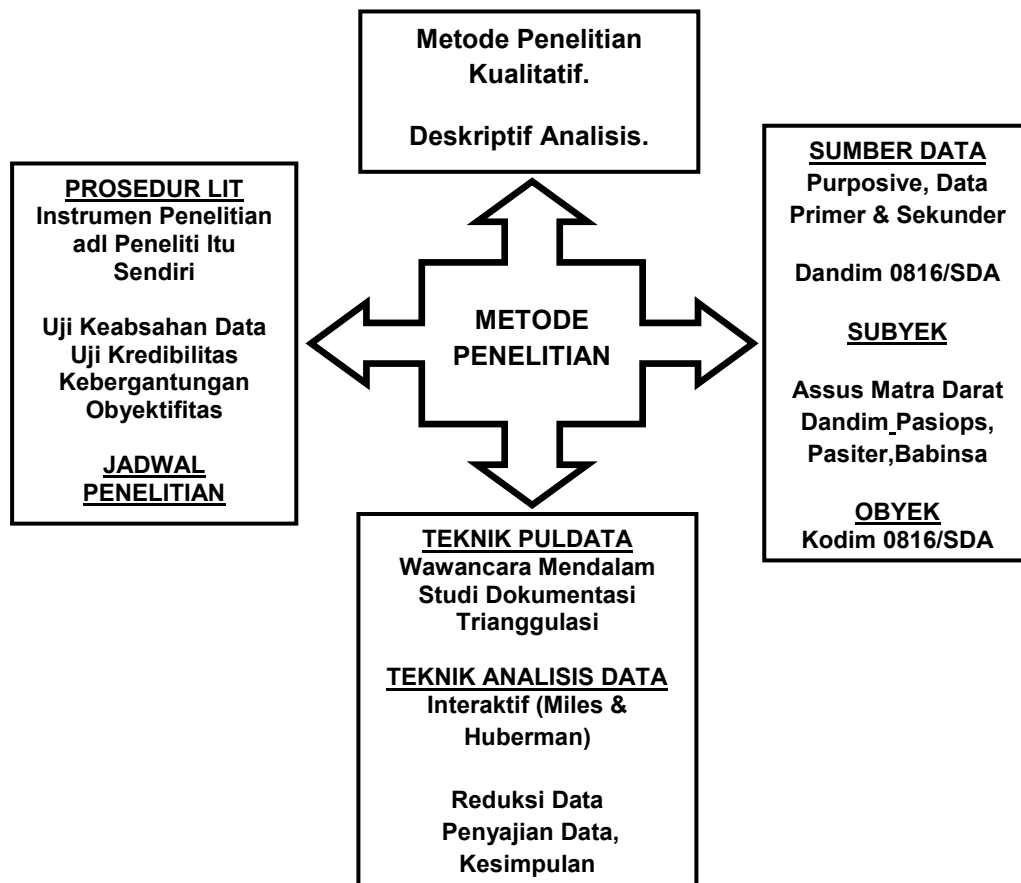 Metode Penelitian
Kualitatif.
Deskriptif Analisis.
PROSEDUR LIT
Instrumen Penelitian
adl Peneliti Itu
Sendiri
Uji Keabsahan Data
Uji Kredibilitas
Kebergantungan
Obyektifitas
JADWAL
PENELITIAN
METODE
PENELITIAN
SUMBER DATA
Purposive, Data
Primer & Sekunder
Dandim 0816/SDA
SUBYEK
Assus Matra Darat
Dandim Pasiops,
Pasiter,Babinsa
OBYEK
Kodim 0816/SDA
TEKNIK PULDATA
Wawancara Mendalam
Studi Dokumentasi
Trianggulasi
TEKNIK ANALISIS DATA
Interaktif (Miles &
Huberman)
Reduksi Data
Penyajian Data,
Kesimpulan